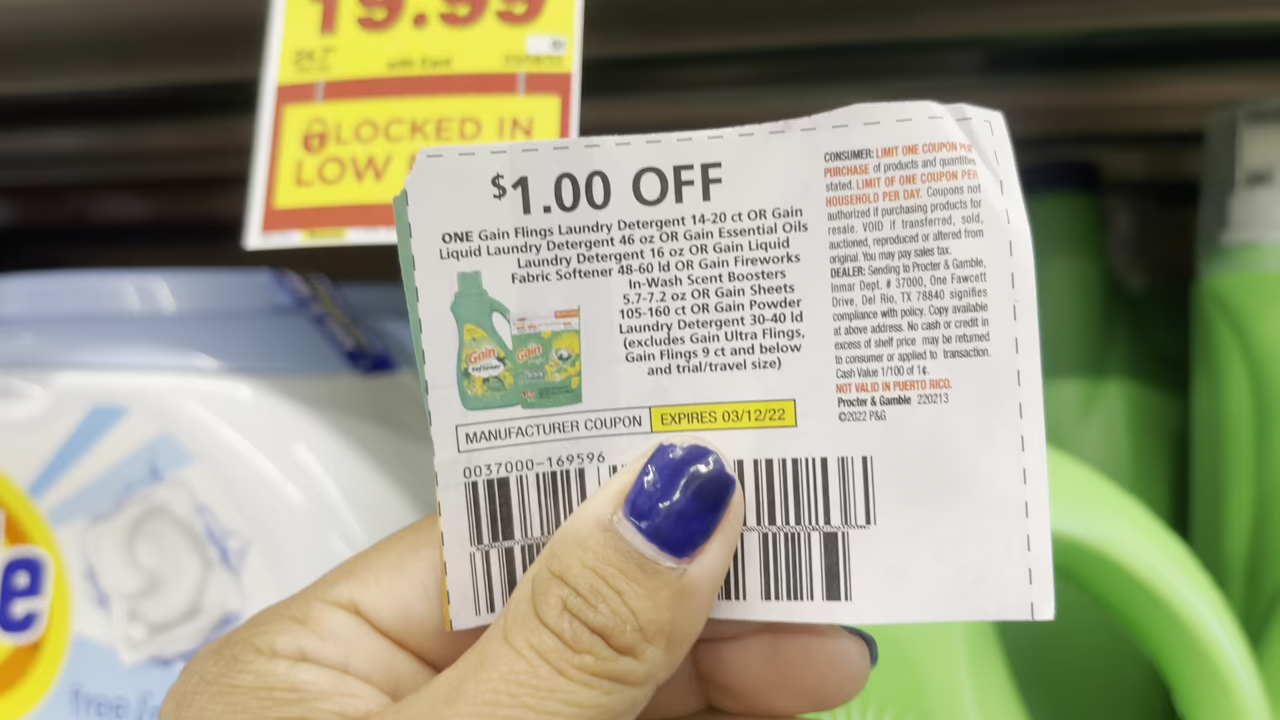 19.99
with Card
LOCKED IN
LOW
$1.00 OFF
ONE Gain Flings Laundry Detergent 14-20 ct OR Gain
Liquid Laundry Detergent 46 oz OR Gain Essential Oils
Laundry Detergent 16 oz OR Gain Liquid
Fabric Softener 48-60 ld OR Gain Fireworks
In-Wash Scent Boosters
5.7-7.2 oz OR Gain Sheets
105-160 ct OR Gain Powder
Laundry Detergent 30-40 ld
(excludes Gain Ultra Flings,
Gain Flings 9 ct and below
and trial/travel size)
Gain
softener
Gain
MANUFACTURER COUPON EXPIRES 03/12/22
0037000-169596
CONSUMER: LIMIT ONE COUPON PER
PURCHASE of products and quantities
stated. LIMIT OF ONE COUPON PER
HOUSEHOLD PER DAY. Coupons not
authorized if purchasing products for
resale. VOID if transferred, sold,
auctioned, reproduced or altered from
original. You may pay sales tax.
DEALER: Sending to Procter & Gamble,
Inmar Dept. # 37000, One Fawcett
Drive, Del Rio, TX 78840 signifies
compliance with policy. Copy available
at above address. No cash or credit in
excess of shelf price may be returned
to consumer or applied to transaction.
Cash Value 1/100 of 1¢.
NOT VALID IN PUERTO RICO.
Procter & Gamble 220213
©2022 P&G
e
free